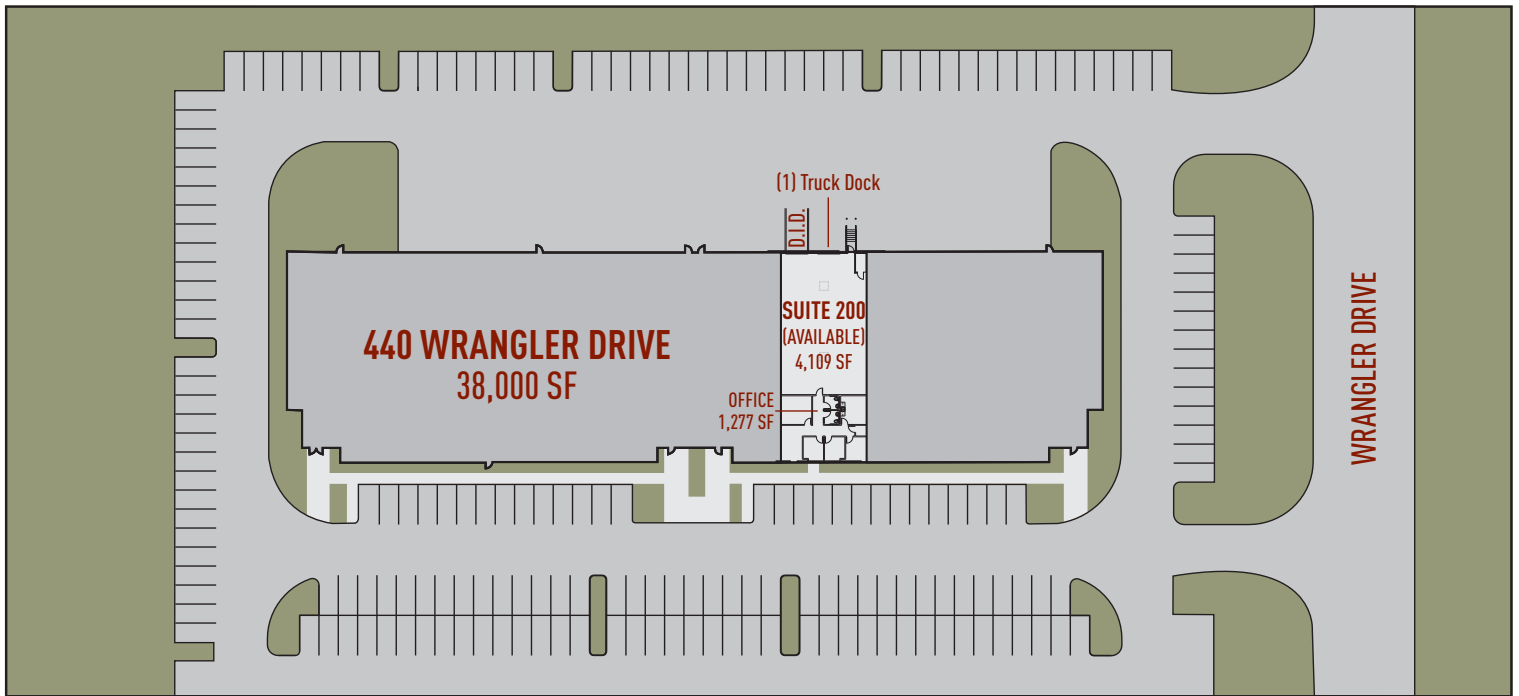 (1) Truck Dock
D.I.D.
SUITE 200
(AVAILABLE)
4,109 SF
440 WRANGLER DRIVE
38,000 SF
OFFICE
1,277 SF
WRANGLER DRIVE